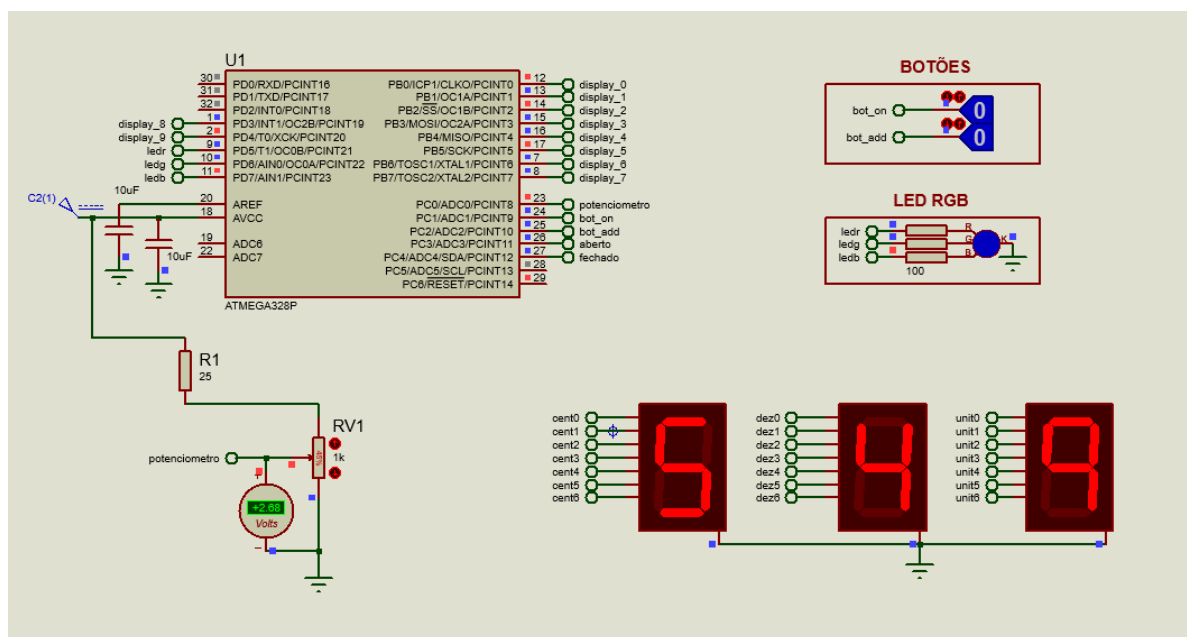 U1
30
31
32
1
2
9
10
11
20
18
19
22
PD0/RXD/PCINT16
PD1/TXD/PCINT17
PD2/INT0/PCINT18
PD3/INT1/OC2B/PCINT19
PD4/T0/XCK/PCINT20
PD5/T1/OC0B/PCINT21
PD6/AIN0/OC0A/PCINT22
PD7/AIN1/PCINT23
AREF
AVCC
ADC6
ADC7
PB0/ICP1/CLKO/PCINT0
PB1/OC1A/PCINT1
PB2/SS/OC1B/PCINT2
PB3/MOSI/OC2A/PCINT3
PB4/MISO/PCINT4
PB5/SCK/PCINT5
PB6/TOSC1/XTAL1/PCINT6
PB7/TOSC2/XTAL2/PCINT7
PC0/ADC0/PCINT8
PC1/ADC1/PCINT9
PC2/ADC2/PCINT10
PC3/ADC3/PCINT11
PC4/ADC4/SDA/PCINT12
PC5/ADC5/SCL/PCINT13
PC6/RESET/PCINT14
12
13
14
15
16
17
7
8
23
24
25
26
27
28
29
display_0
display_1
display_2
display_3
display_4
display_5
display_6
display_7
potenciometro
bot_on
bot_add
aberto
fechado
display_8
display_9
ledr
ledg
ledb
C2(1)
10uF
10uF
ATMEGA328P
BOTÕES
bot_on
0
bot_add
0
LED RGB
ledr
R
ledg
G
K
ledb
B
100
R1
25
RV1
45%
1k
potenciometro
+
+2.68
Volts
−
cent0
cent1
cent2
cent3
cent4
cent5
cent6
5
dez0
dez1
dez2
dez3
dez4
dez5
dez6
4
unit0
unit1
unit2
unit3
unit4
unit5
unit6
9